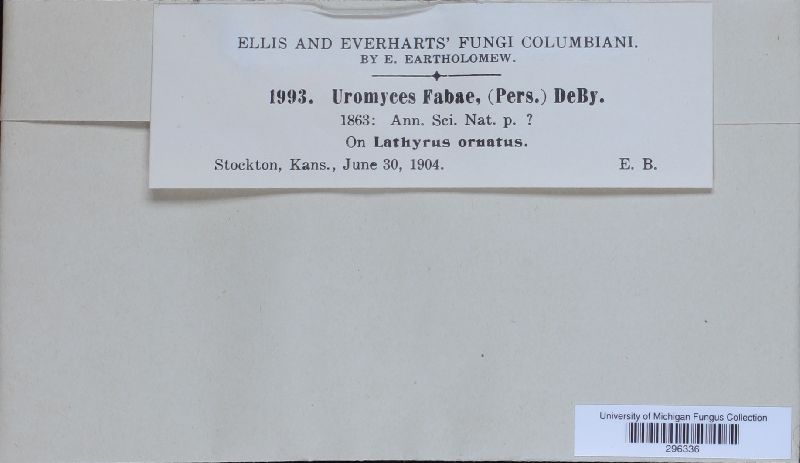 ELLIS AND EVERHARTS' FUNGI COLUMBIANI.
BY E. EARTHOLOMEW.
1993. Uromyces Fabae, (Pers.) DeBy.
1863: Ann. Sci. Nat. p. ?
On Lathyrus ornatus.
Stockton, Kans., June 30, 1904. E. B.
University of Michigan Fungus Collection
296336